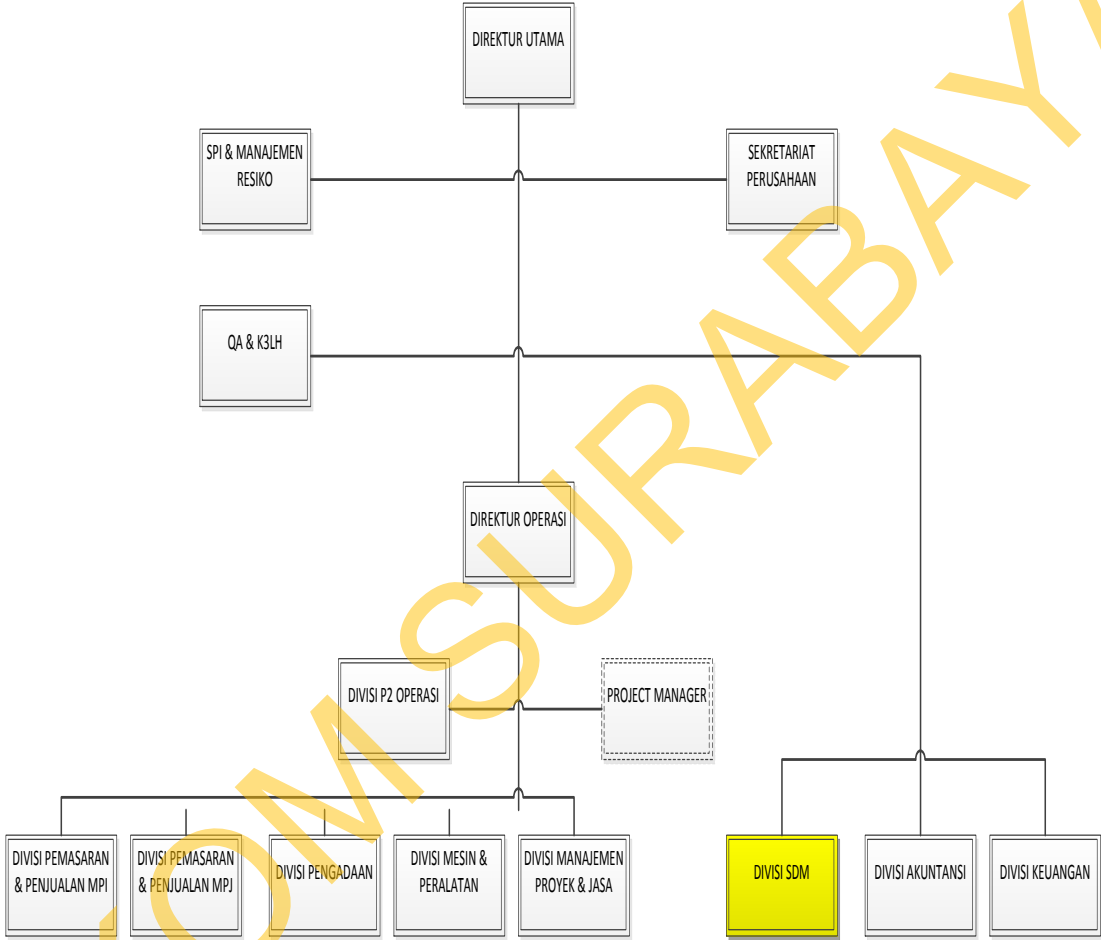 DIREKTUR UTAMA
SPI & MANAJEMEN
RESIKO
SEKRETARIAT
PERUSAHAAN
QA & K3LH
DIREKTUR OPERASI
DIVISI P2 OPERASI
PROJECT MANAGER
DIVISI PEMASARAN
& PENJUALAN MPI
DIVISI PEMASARAN
& PENJUALAN MPJ
DIVISI PENGADAAN
DIVISI MESIN &
PERALATAN
DIVISI MANAJEMEN
PROYEK & JASA
DIVISI SDM
DIVISI AKUNTANSI
DIVISI KEUANGAN
OM SURABAYA